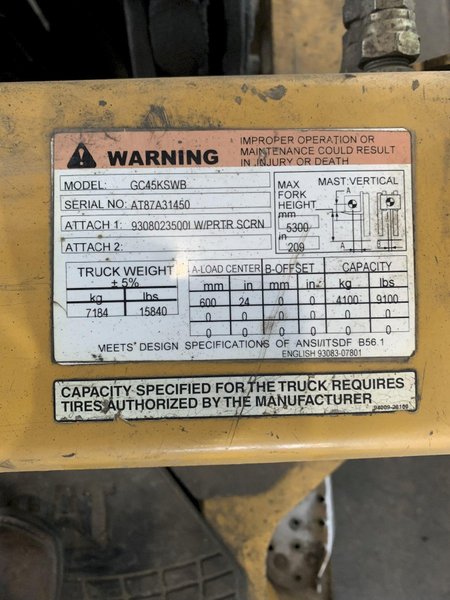 WARNING
IMPROPER OPERATION OR
MAINTENANCE COULD RESULT
IN INJURY OR DEATH
MODEL: GC45KSWB
SERIAL NO: AT87A31450
ATTACH 1: 9308023500I W/PRTR SCRN
ATTACH 2:
MAX
FORK
HEIGHT
mm
5300
in
209
MAST: VERTICAL
A
B
A
TRUCK WEIGHT
± 5%
kg lbs
7184 15840
A-LOAD CENTER B-OFFSET CAPACITY
mm in mm in kg lbs
600 24 0 0 4100 9100
0 0 0 0 0 0
0 0 0 0 0 0
MEETS DESIGN SPECIFICATIONS OF ANSI/ITSDF B56.1
ENGLISH 93083-07801
CAPACITY SPECIFIED FOR THE TRUCK REQUIRES
TIRES AUTHORIZED BY THE MANUFACTURER